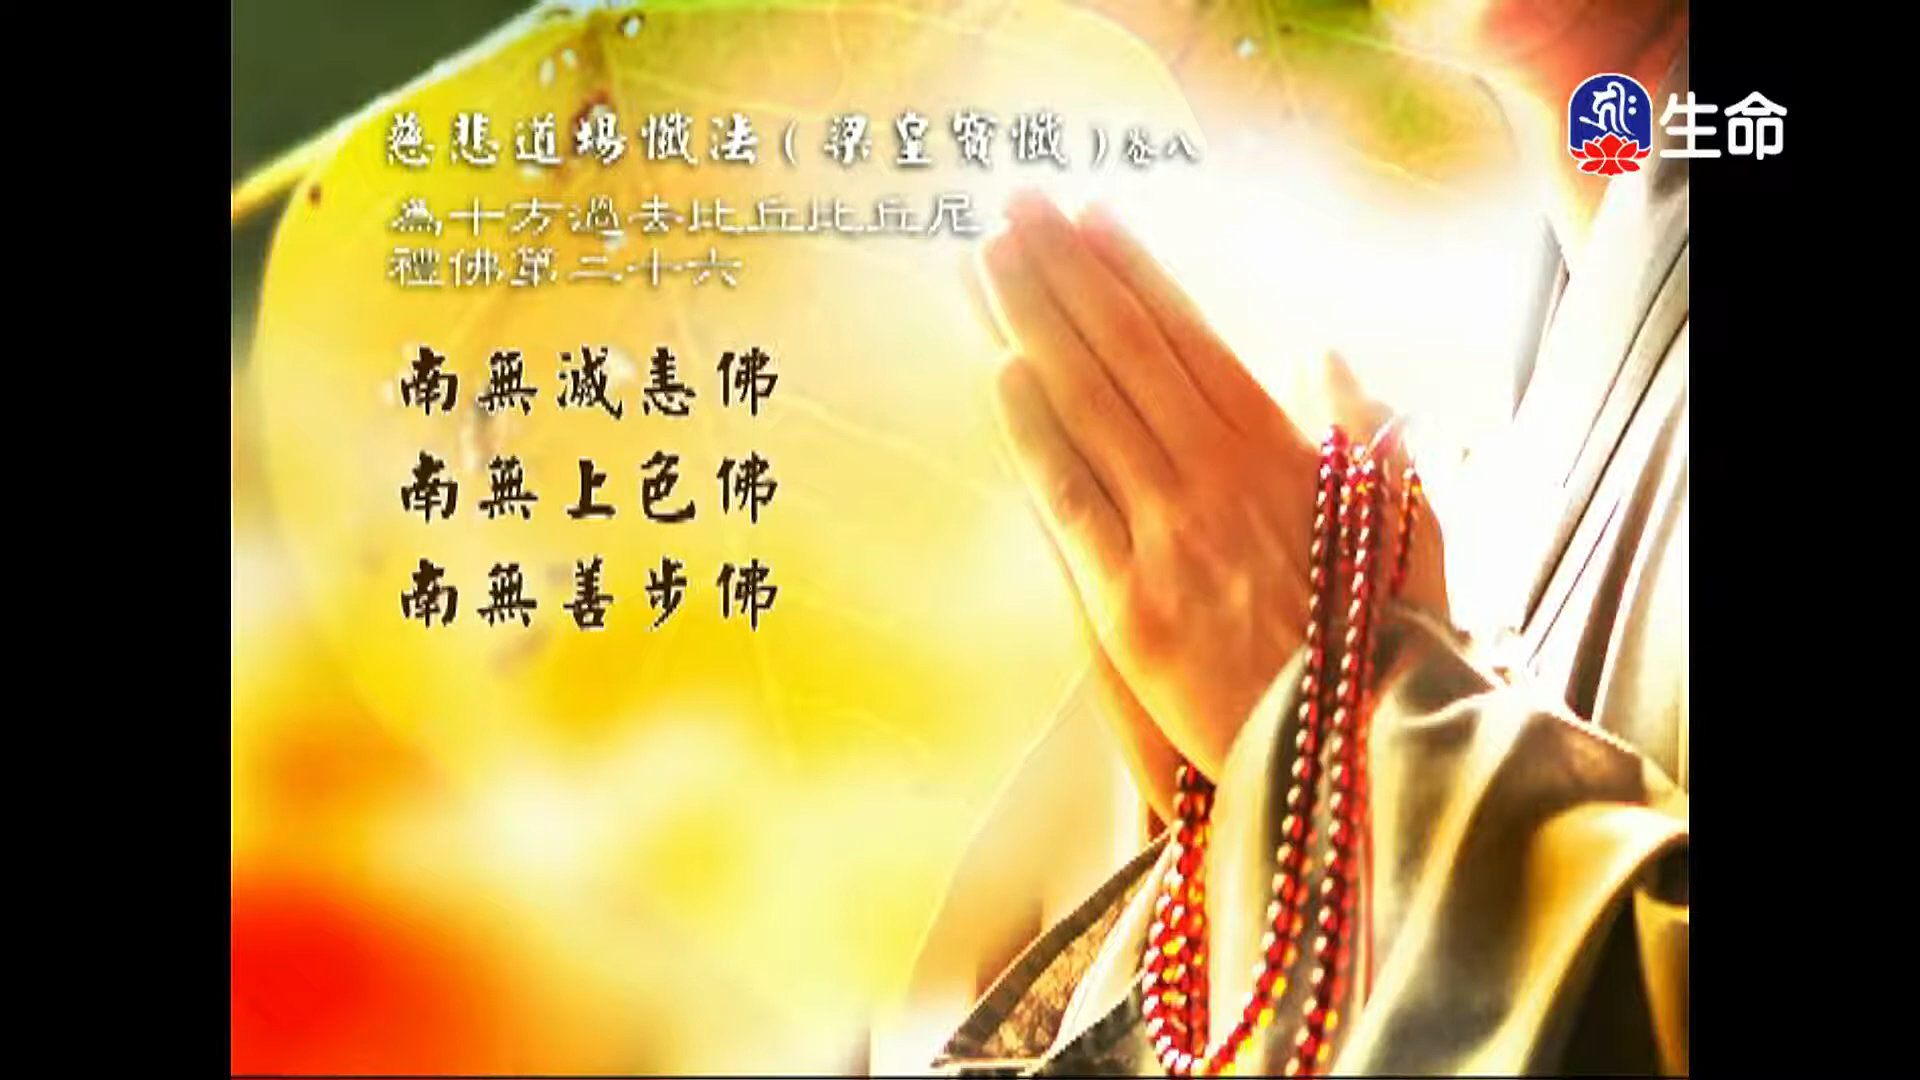 慈悲道場懺法(梁皇寶懺)卷八
生命
為十方過去比丘比丘尼
禮佛第二十六
南無滅恚佛
南無上色佛
南無善步佛